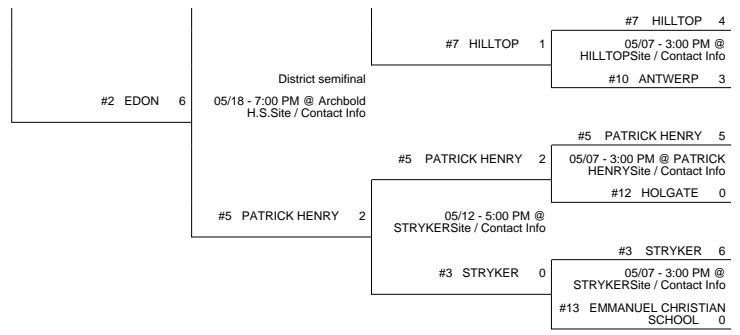 #7 HILLTOP 4
#7 HILLTOP 1
05/07 - 3:00 PM @
HILLTOPSite / Contact Info
#10 ANTWERP 3
District semifinal
#2 EDON 6
05/18 - 7:00 PM @ Archbold
H.S.Site / Contact Info
#5 PATRICK HENRY 5
#5 PATRICK HENRY 2
05/07 - 3:00 PM @ PATRICK
HENRYSite / Contact Info
#12 HOLGATE 0
#5 PATRICK HENRY 2
05/12 - 5:00 PM @
STRYKERSite / Contact Info
#3 STRYKER 6
#3 STRYKER 0
05/07 - 3:00 PM @
STRYKERSite / Contact Info
#13 EMMANUEL CHRISTIAN
SCHOOL 0